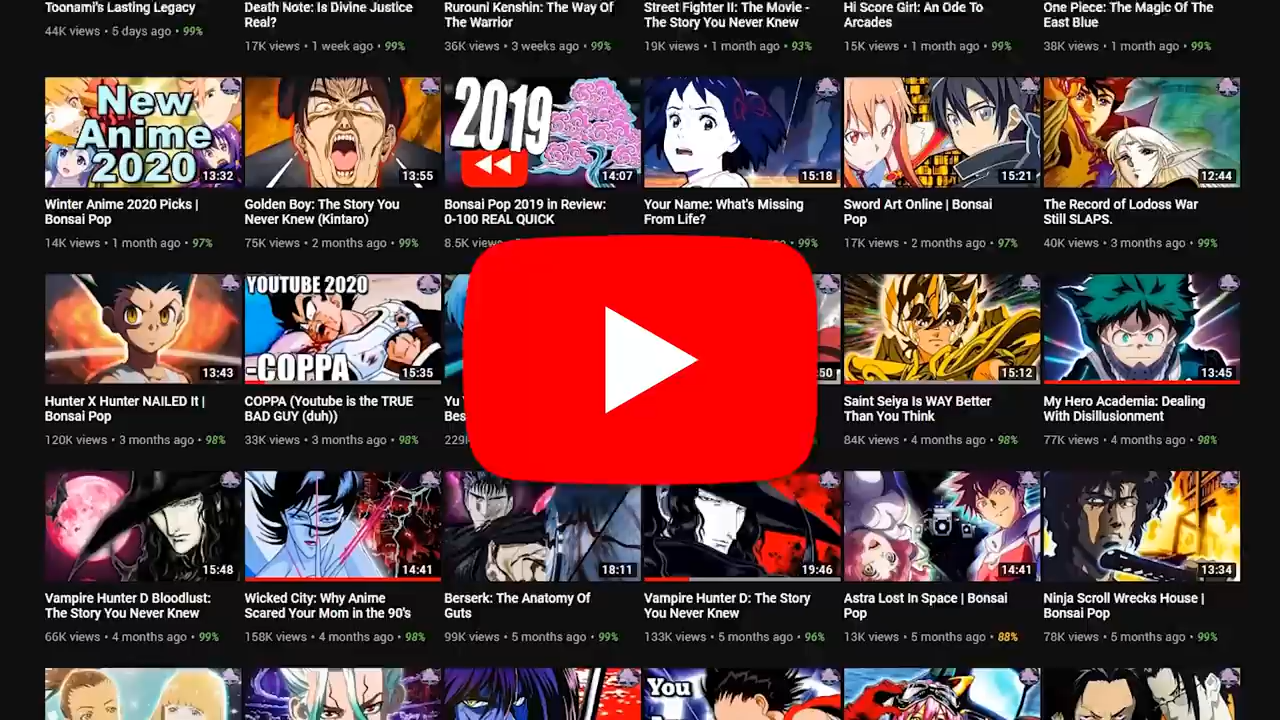 Toonami's Lasting Legacy
44K views • 5 days ago • 99%
Death Note: Is Divine Justice
Real?
17K views • 1 week ago • 99%
Rurouni Kenshin: The Way Of
The Warrior
36K views • 3 weeks ago • 99%
Street Fighter II: The Movie -
The Story You Never Knew
19K views • 1 month ago • 93%
Hi Score Girl: An Ode To
Arcades
15K views • 1 month ago • 99%
One Piece: The Magic Of The
East Blue
38K views • 1 month ago • 99%
New
Anime
2020
13:32
Winter Anime 2020 Picks |
Bonsai Pop
14K views • 1 month ago • 97%
13:55
Golden Boy: The Story You
Never Knew (Kintaro)
75K views • 2 months ago • 99%
2019
14:07
Bonsai Pop 2019 in Review:
0-100 REAL QUICK
8.5K views
15:18
Your Name: What's Missing
From Life?
99%
15:21
Sword Art Online | Bonsai
Pop
17K views • 2 months ago • 97%
12:44
The Record of Lodoss War
Still SLAPS.
40K views • 3 months ago • 99%
13:43
Hunter X Hunter NAILED It |
Bonsai Pop
120K views • 3 months ago • 98%
YOUTUBE 2020
=COPPA
15:35
COPPA (Youtube is the TRUE
BAD GUY (duh))
33K views • 3 months ago • 98%
Yu
Bes
229K
:50
15:12
Saint Seiya Is WAY Better
Than You Think
84K views • 4 months ago • 98%
13:45
My Hero Academia: Dealing
With Disillusionment
77K views • 4 months ago • 98%
15:48
Vampire Hunter D Bloodlust:
The Story You Never Knew
66K views • 4 months ago • 99%
14:41
Wicked City: Why Anime
Scared Your Mom in the 90's
158K views • 4 months ago • 98%
18:11
Berserk: The Anatomy Of
Guts
99K views • 5 months ago • 99%
19:46
Vampire Hunter D: The Story
You Never Knew
133K views • 5 months ago • 96%
14:41
Astra Lost In Space | Bonsai
Pop
13K views • 5 months ago • 88%
13:34
Ninja Scroll Wrecks House |
Bonsai Pop
78K views • 5 months ago • 99%
You